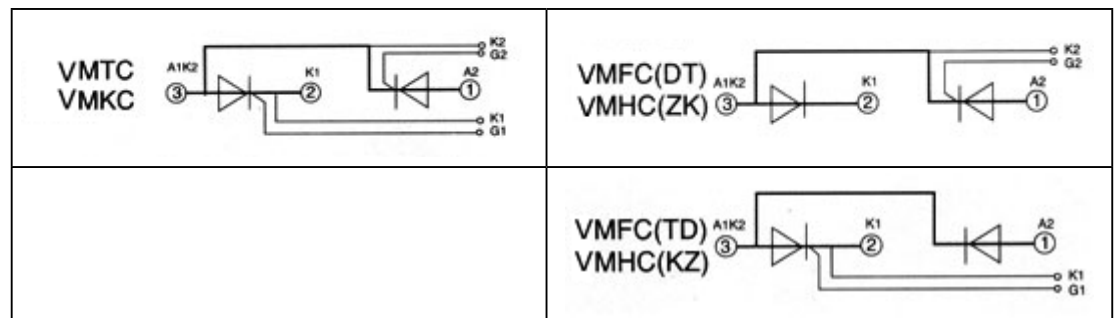 VMTC
VMKC
A1K2
③
K1
②
A2
①
K2
G2
K1
G1
VMFC(DT)
VMHC(ZK)
A1K2
③
K1
②
A2
①
K2
G2
VMFC(TD)
VMHC(KZ)
A1K2
③
K1
②
A2
①
K1
G1